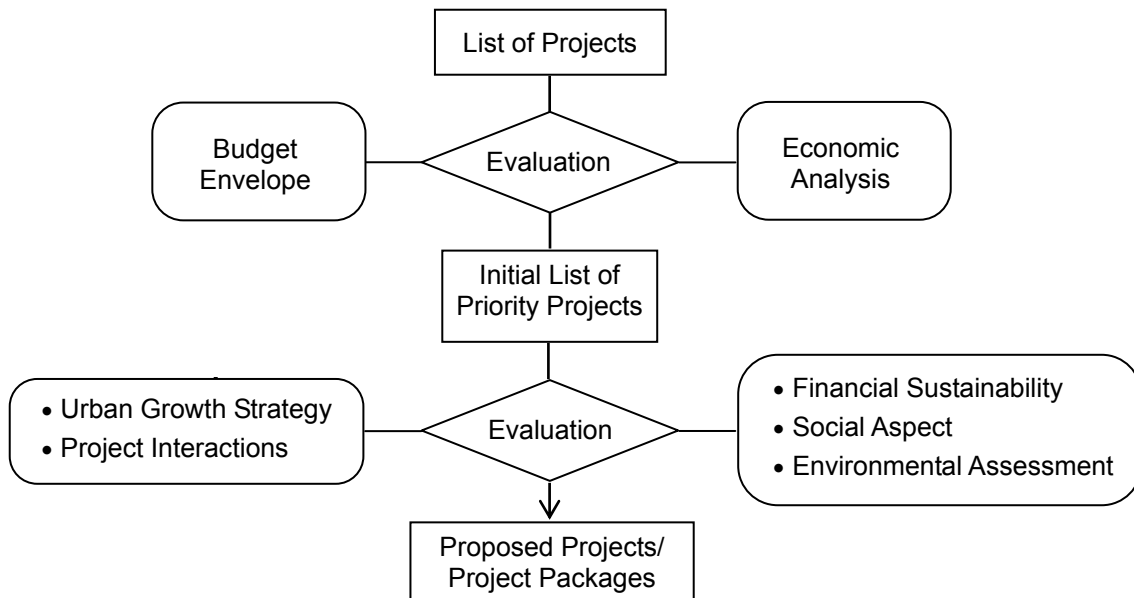 List of Projects
Budget
Envelope
Evaluation
Economic
Analysis
Initial List of
Priority Projects
• Urban Growth Strategy
• Project Interactions
Evaluation
• Financial Sustainability
• Social Aspect
• Environmental Assessment
Proposed Projects/
Project Packages